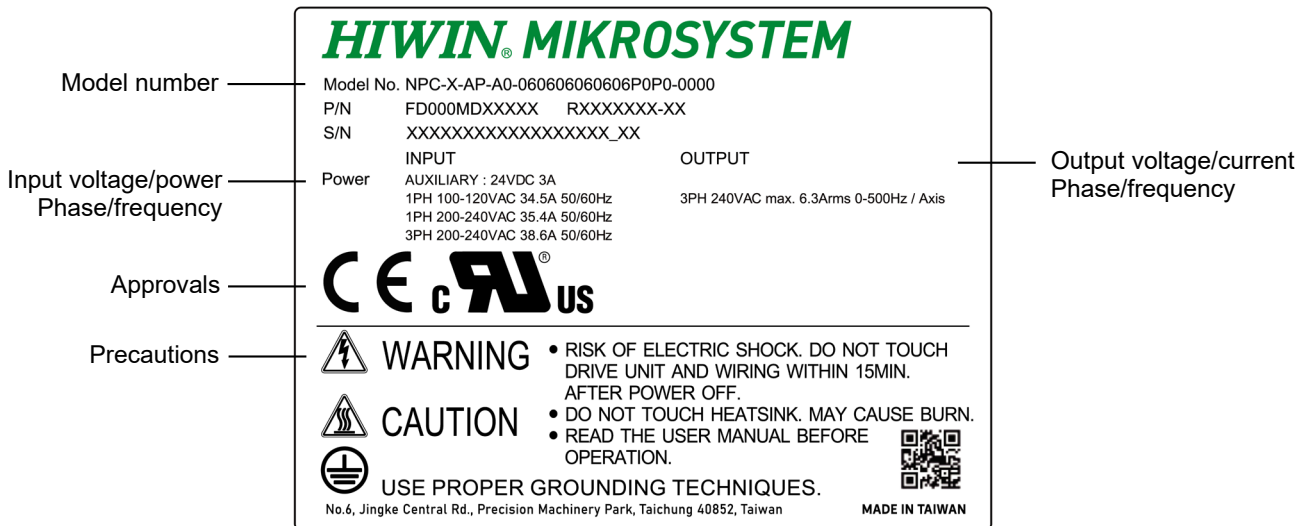 HIWIN® MIKROSYSTEM
Model number
Model No. NPC-X-AP-A0-060606060606P0P0-0000
P/N FD000MDXXXXX RXXXXXXX-XX
S/N XXXXXXXXXXXXXXXXXX_XX
INPUT OUTPUT
Input voltage/power
Phase/frequency
Power AUXILIARY : 24VDC 3A
1PH 100-120VAC 34.5A 50/60Hz 3PH 240VAC max. 6.3Arms 0-500Hz / Axis
1PH 200-240VAC 35.4A 50/60Hz
3PH 200-240VAC 38.6A 50/60Hz
Output voltage/current
Phase/frequency
Approvals
CE c RU ® US
Precautions
WARNING
• RISK OF ELECTRIC SHOCK. DO NOT TOUCH
DRIVE UNIT AND WIRING WITHIN 15MIN.
AFTER POWER OFF.
CAUTION
• DO NOT TOUCH HEATSINK. MAY CAUSE BURN.
• READ THE USER MANUAL BEFORE
OPERATION.
USE PROPER GROUNDING TECHNIQUES.
No.6, Jingke Central Rd., Precision Machinery Park, Taichung 40852, Taiwan MADE IN TAIWAN